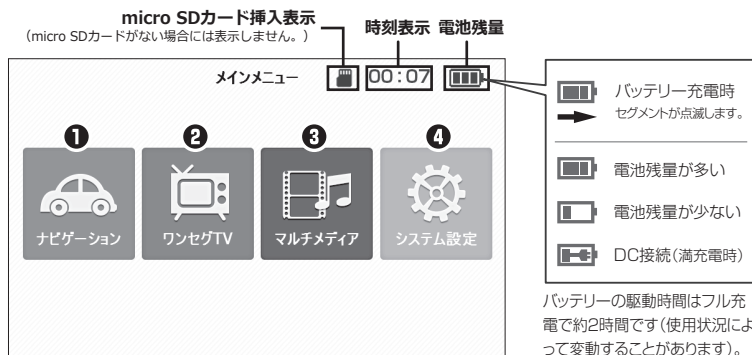 micro SDカード挿入表示
(micro SDカードがない場合には表示しません。)
時刻表示
電池残量
メインメニュー
00:07
❶
❷
❸
❹
ナビゲーション
ワンセグTV
マルチメディア
システム設定
バッテリー充電時
セグメントが点滅します。
電池残量が多い
電池残量が少ない
DC接続(満充電時)
バッテリーの駆動時間はフル充
電で約2時間です(使用状況によ
って変動することがあります)。